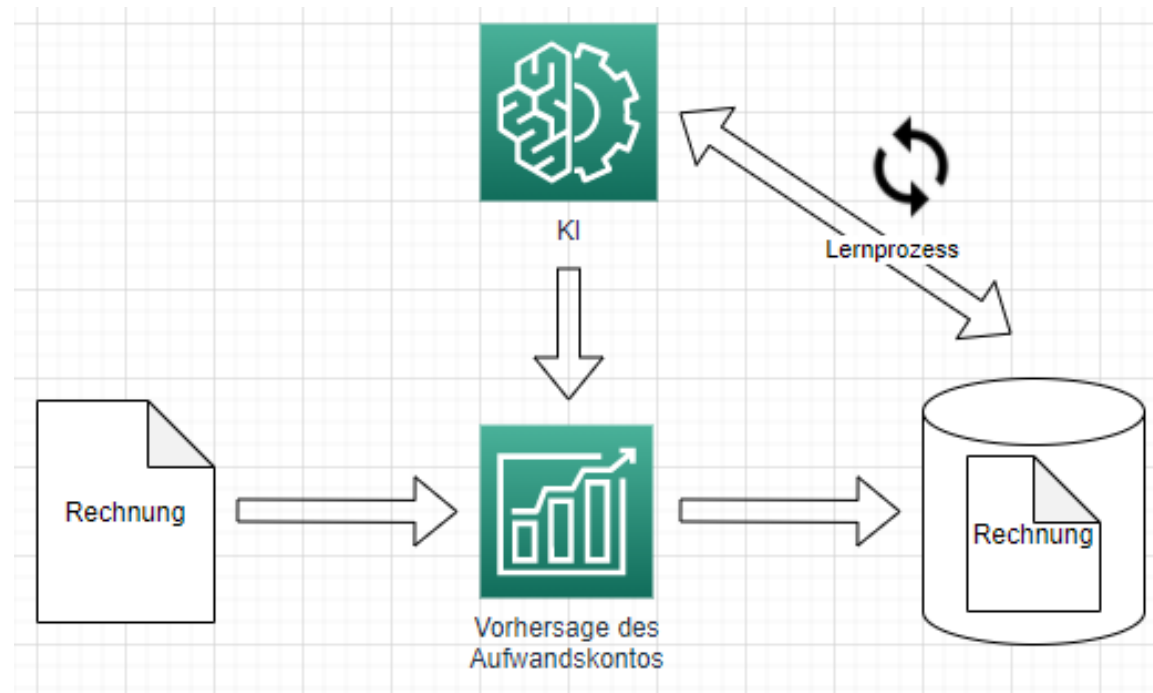 KI
Lernprozess
Rechnung
Rechnung
Vorhersage des
Aufwandskontos